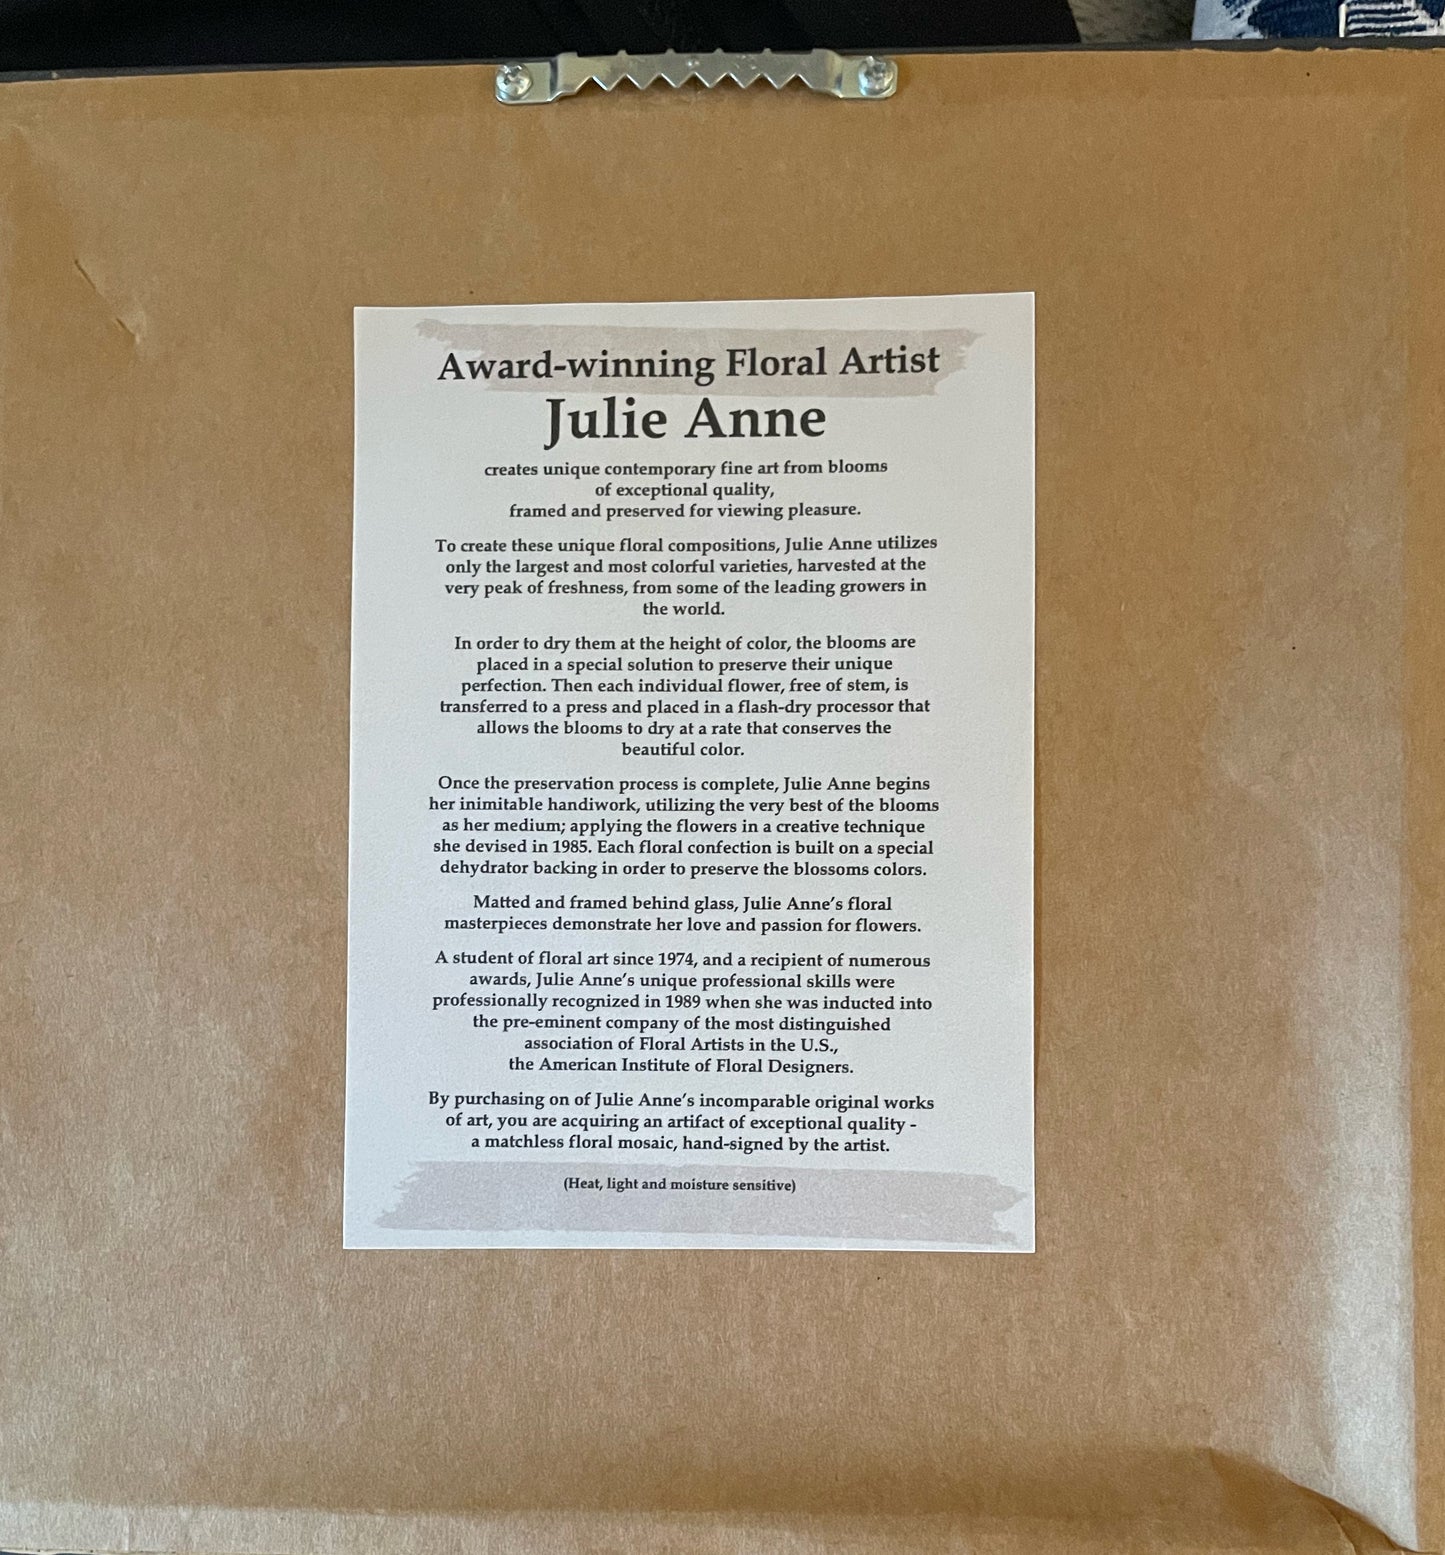 Award-winning Floral Artist
Julie Anne
creates unique contemporary fine art from blooms
of exceptional quality,
framed and preserved for viewing pleasure.
To create these unique floral compositions, Julie Anne utilizes
only the largest and most colorful varieties, harvested at the
very peak of freshness, from some of the leading growers in
the world.
In order to dry them at the height of color, the blooms are
placed in a special solution to preserve their unique
perfection. Then each individual flower, free of stem, is
transferred to a press and placed in a flash-dry processor that
allows the blooms to dry at a rate that conserves the
beautiful color.
Once the preservation process is complete, Julie Anne begins
her inimitable handiwork, utilizing the very best of the blooms
as her medium; applying the flowers in a creative technique
she devised in 1985. Each floral confection is built on a special
dehydrator backing in order to preserve the blossoms colors.
Matted and framed behind glass, Julie Anne's floral
masterpieces demonstrate her love and passion for flowers.
A student of floral art since 1974, and a recipient of numerous
awards, Julie Anne's unique professional skills were
professionally recognized in 1989 when she was inducted into
the pre-eminent company of the most distinguished
association of Floral Artists in the U.S.,
the American Institute of Floral Designers.
By purchasing on of Julie Anne's incomparable original works
of art, you are acquiring an artifact of exceptional quality -
a matchless floral mosaic, hand-signed by the artist.
(Heat, light and moisture sensitive)